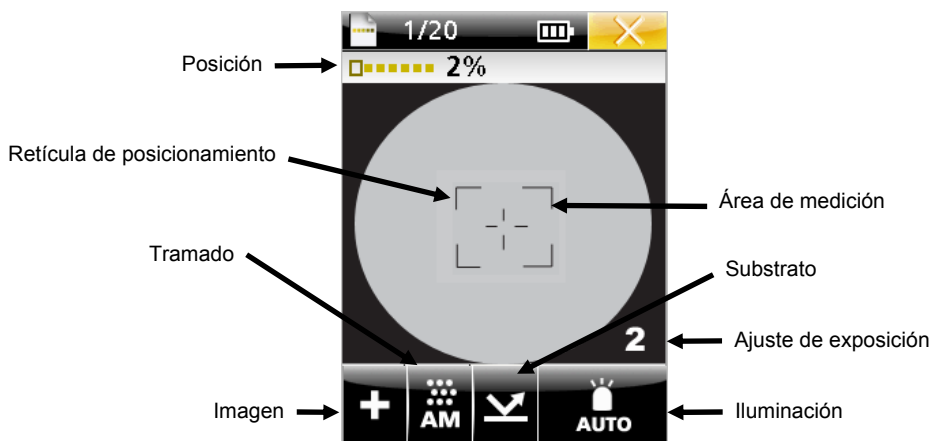 1/20
Posición
2%
Retícula de posicionamiento
Área de medición
Tramado
Substrato
2
Ajuste de exposición
Imagen
AM
AUTO
Iluminación